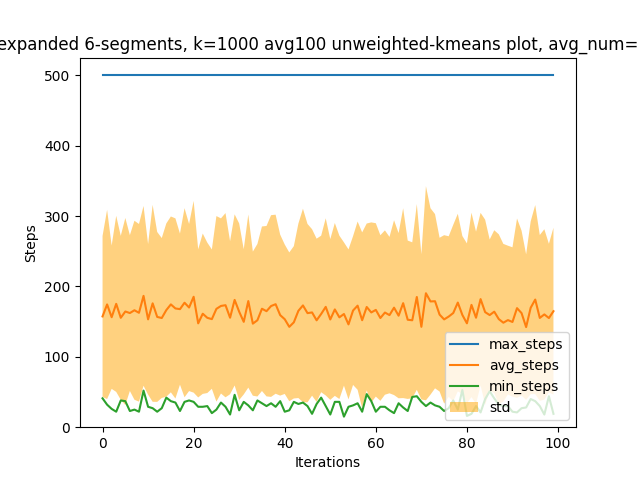 expanded 6-segments, k=1000 avg100 unweighted-kmeans plot, avg_num=
500
400
300
200
100
0
Steps
0 20 40 60 80 100
Iterations
max_steps
avg_steps
min_steps
std